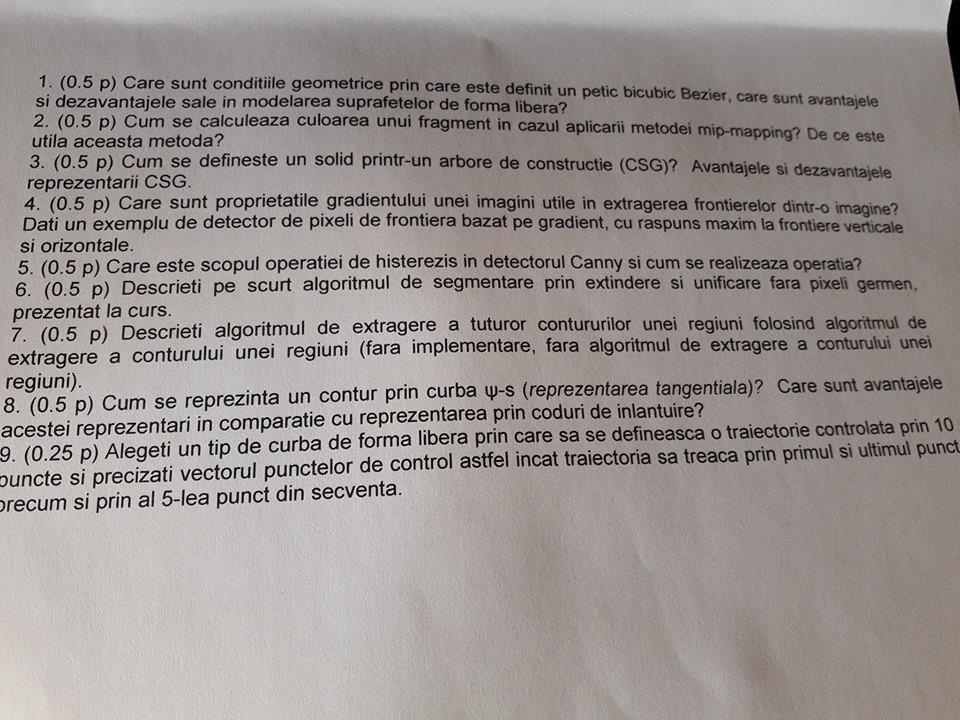 1. (0.5 p) Care sunt conditiile geometrice prin care este definit un petic bicubic Bezier, care sunt avantajele
si dezavantajele sale in modelarea suprafetelor de forma libera?
2. (0.5 p) Cum se calculeaza culoarea unui fragment in cazul aplicarii metodei mip-mapping? De ce este
utila aceasta metoda?
3. (0.5 p) Cum se defineste un solid printr-un arbore de constructie (CSG)? Avantajele si dezavantajele
reprezentarii CSG.
4. (0.5 p) Care sunt proprietatile gradientului unei imagini utile in extragerea frontierelor dintr-o imagine?
Dati un exemplu de detector de pixeli de frontiera bazat pe gradient, cu raspuns maxim la frontiere verticale
si orizontale.
5. (0.5 p) Care este scopul operatiei de histerezis in detectorul Canny si cum se realizeaza operatia?
6. (0.5 p) Descrieti pe scurt algoritmul de segmentare prin extindere si unificare fara pixeli germen,
prezentat la curs.
7. (0.5 p) Descrieti algoritmul de extragere a tuturor contururilor unei regiuni folosind algoritmul de
extragere a conturului unei regiuni (fara implementare, fara algoritmul de extragere a conturului unei
regiuni).
8. (0.5 p) Cum se reprezinta un contur prin curba ψ-s (reprezentarea tangentiala)? Care sunt avantajele
acestei reprezentari in comparatie cu reprezentarea prin coduri de inlantuire?
9. (0.25 p) Alegeti un tip de curba de forma libera prin care sa se defineasca o traiectorie controlata prin 10
puncte si precizati vectorul punctelor de control astfel incat traiectoria sa treaca prin primul si ultimul punct
precum si prin al 5-lea punct din secventa.